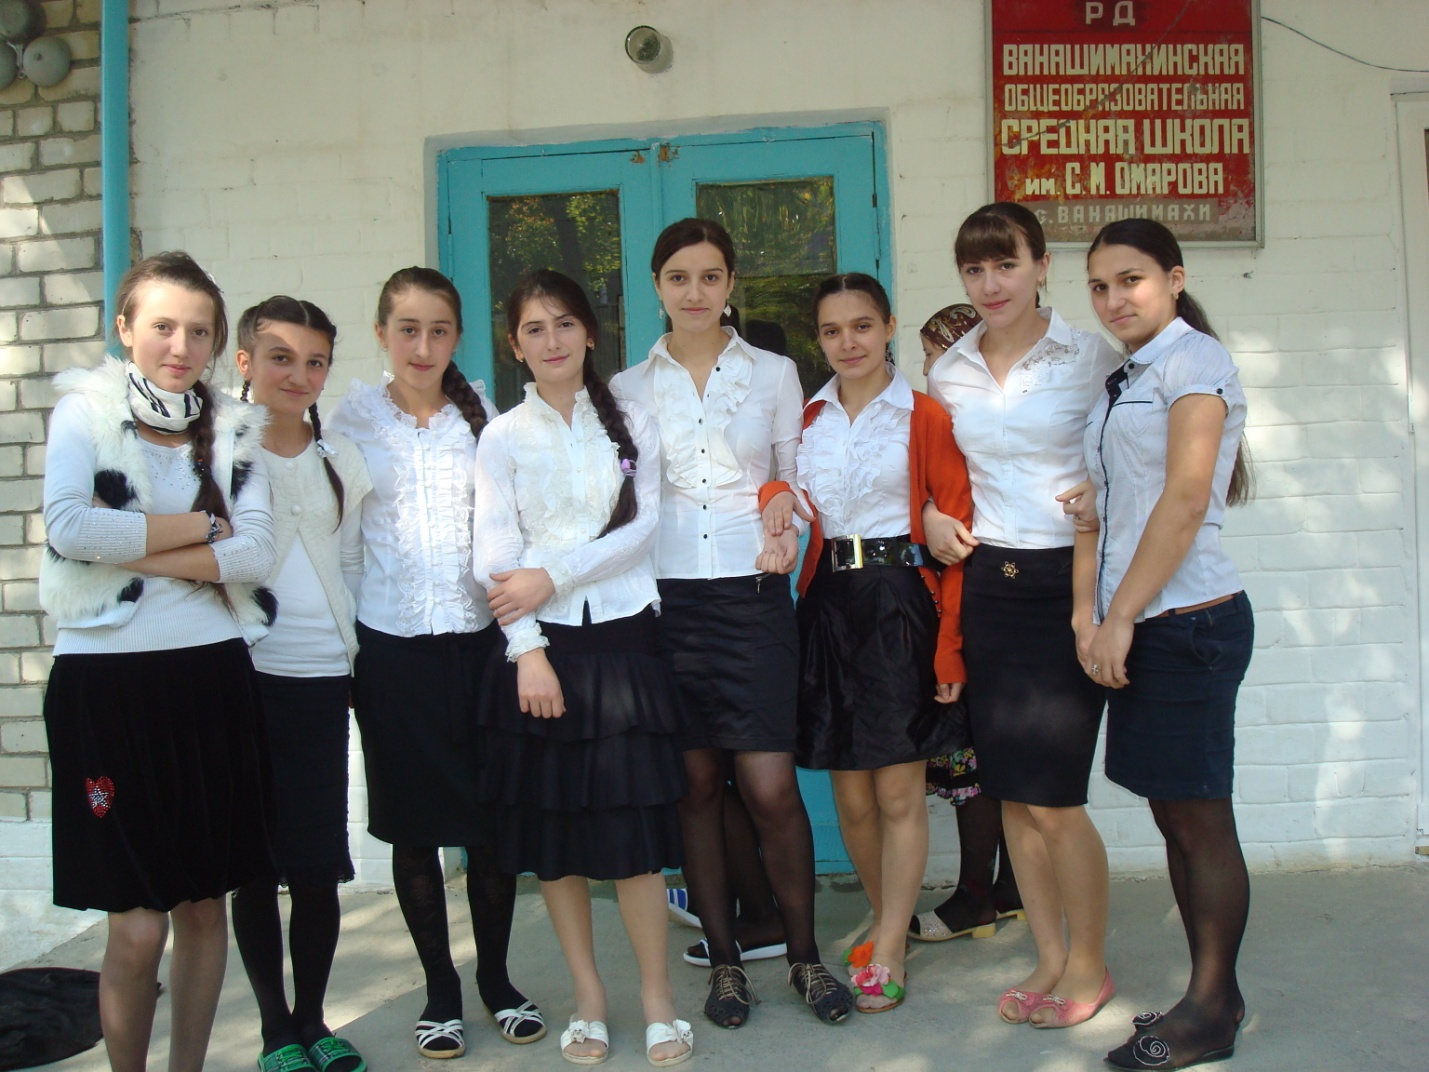 РД
ВАНАШИМАХИНСКАЯ
ОБЩЕОБРАЗОВАТЕЛЬНАЯ
СРЕДНЯЯ ШКОЛА
им. С. М. ОМАРОВА
с. ВАНАШИМАХИ